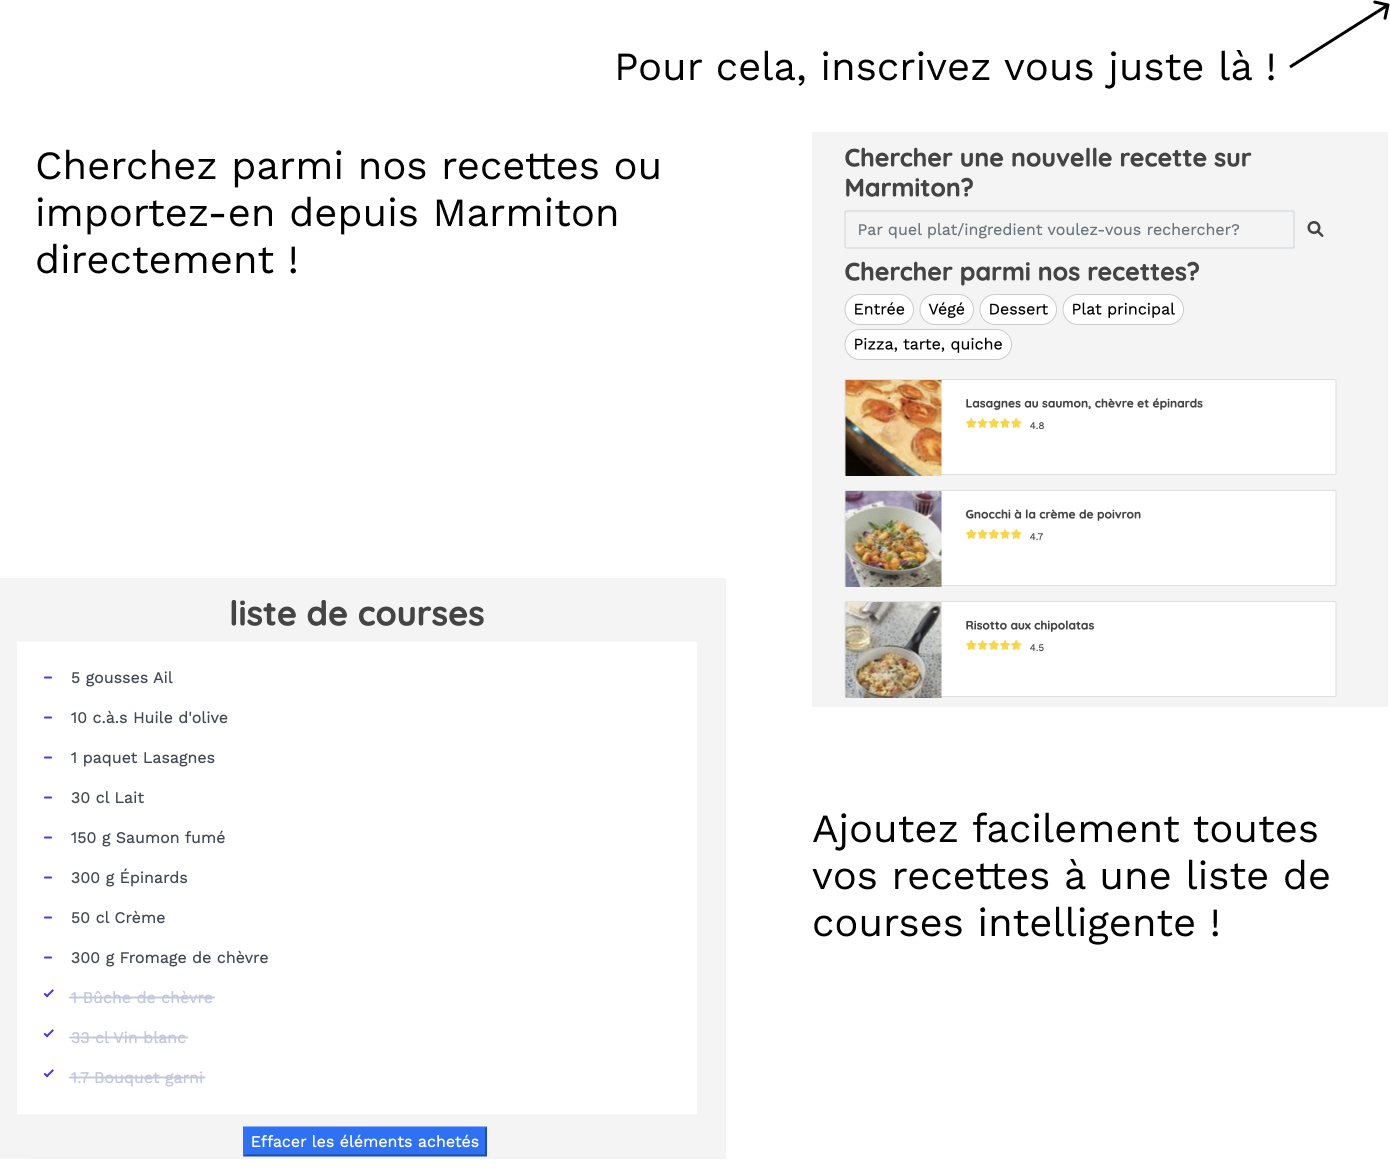 Pour cela, inscrivez vous juste là !
Cherchez parmi nos recettes ou
importez-en depuis Marmiton
directement !
Chercher une nouvelle recette sur
Marmiton?
Par quel plat/ingredient voulez-vous rechercher?
Chercher parmi nos recettes?
Entrée Végé Dessert Plat principal
Pizza, tarte, quiche
Lasagnes au saumon, chèvre et épinards
4.8
Gnocchi à la crème de poivron
4.7
Risotto aux chipolatas
4.5
liste de courses
5 gousses Ail
10 c.à.s Huile d'olive
1 paquet Lasagnes
30 cl Lait
150 g Saumon fumé
300 g Épinards
50 cl Crème
300 g Fromage de chèvre
1 Bûche de chèvre
33 cl Vin blanc
1.7 Bouquet garni
Effacer les éléments achetés
Ajoutez facilement toutes
vos recettes à une liste de
courses intelligente !